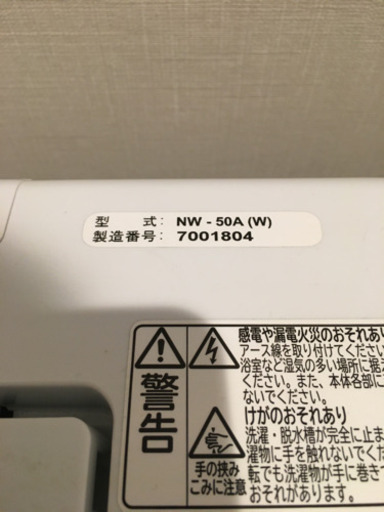 型 式: NW - 50A (W)
製造番号: 7001804
警告
感電や漏電火災のおそれあり
アース線を取り付けてください
浴室など湿気の多い場所に据え
ください。また、本体各部に
ないでください。
けがのおそれあり
洗濯・脱水槽が完全に止ま
濯物に手を触れないでくだ
転でも洗濯物が手に巻き
おそれがあります。
手の挟み
こみに注意